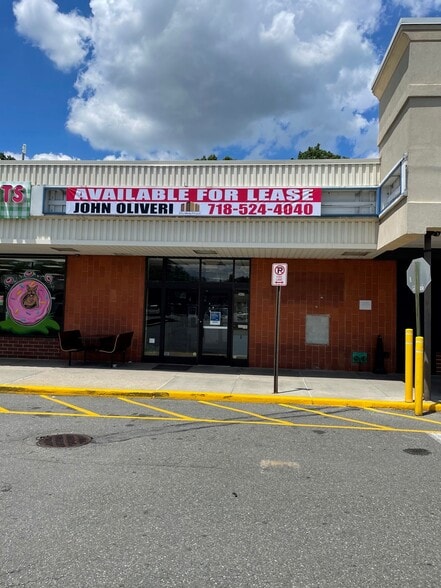 TS
AVAILABLE FOR LEASE
JOHN OLIVERI 718-524-4040